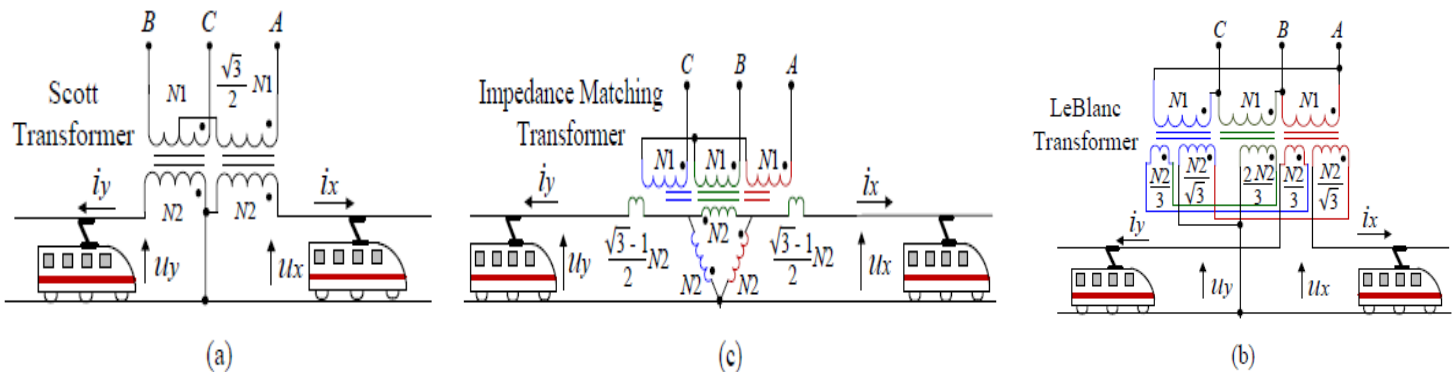 B C A
Scott
Transformer
N1
√3/2 N1
iy
ix
N2
N2
uy
ux
(a)
C B A
Impedance Matching
Transformer
N1
N1
N1
iy
ix
√3-1/2 N2
N2
√3-1/2 N2
uy
N2
N2
ux
(c)
C B A
LeBlanc
Transformer
N1
N1
N1
N2/3
N2/√3
2 N2/3
N2/3
N2/√3
iy
ix
uy
ux
(b)